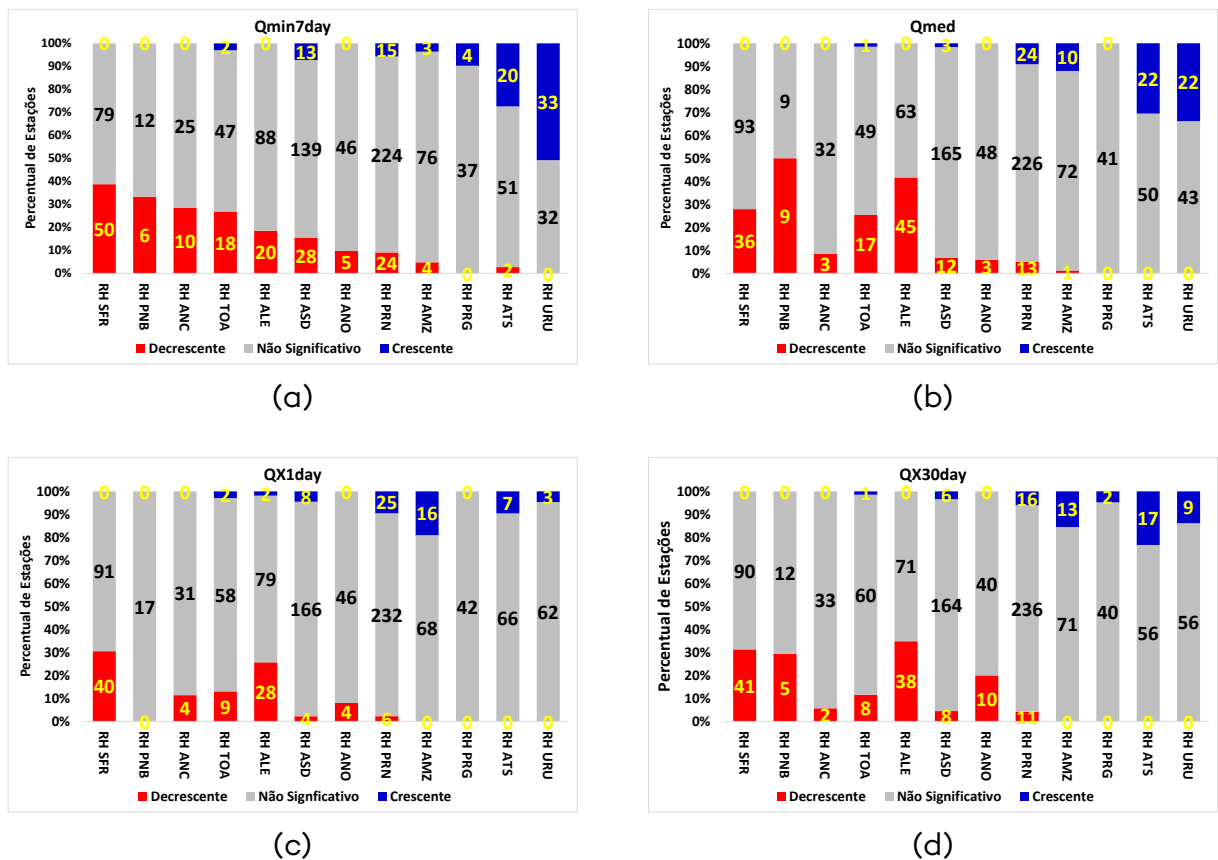 Qmin7day
100%
90%
80%
70%
60%
50%
40%
30%
20%
10%
0%
Percentual de Estações
0 0 0 2 0 13 0 15 3 4 20 33
79 12 25 47 88 139 46 224 76 37 51 32
50 6 10 18 20 28 5 24 4 0 2 0
RH SFR
RH PNB
RH ANC
RH TOA
RH ALE
RH ASD
RH ANO
RH PRN
RH AMZ
RH PRG
RH ATS
RH URU
Decrescente Não Significativo Crescente
(a)
Qmed
100%
90%
80%
70%
60%
50%
40%
30%
20%
10%
0%
Percentual de Estações
0 0 0 1 0 3 0 24 10 0 22 22
93 9 32 49 63 165 48 226 72 41 50 43
36 9 3 17 45 12 3 13 1 0 0 0
RH SFR
RH PNB
RH ANC
RH TOA
RH ALE
RH ASD
RH ANO
RH PRN
RH AMZ
RH PRG
RH ATS
RH URU
Decrescente Não Significativo Crescente
(b)
QX1day
100%
90%
80%
70%
60%
50%
40%
30%
20%
10%
0%
Percentual de Estações
0 0 0 2 2 8 0 25 16 0 7 3
91 17 31 58 79 166 46 232 68 42 66 62
40 0 4 9 28 4 4 6 0 0 0 0
RH SFR
RH PNB
RH ANC
RH TOA
RH ALE
RH ASD
RH ANO
RH PRN
RH AMZ
RH PRG
RH ATS
RH URU
Decrescente Não Signficativo Crescente
(c)
QX30day
100%
90%
80%
70%
60%
50%
40%
30%
20%
10%
0%
Percentual de Estações
0 0 0 1 0 6 0 16 13 2 17 9
90 12 33 60 71 164 40 236 71 40 56 56
41 5 2 8 38 8 10 11 0 0 0 0
RH SFR
RH PNB
RH ANC
RH TOA
RH ALE
RH ASD
RH ANO
RH PRN
RH AMZ
RH PRG
RH ATS
RH URU
Decrescente Não Signficativo Crescente
(d)